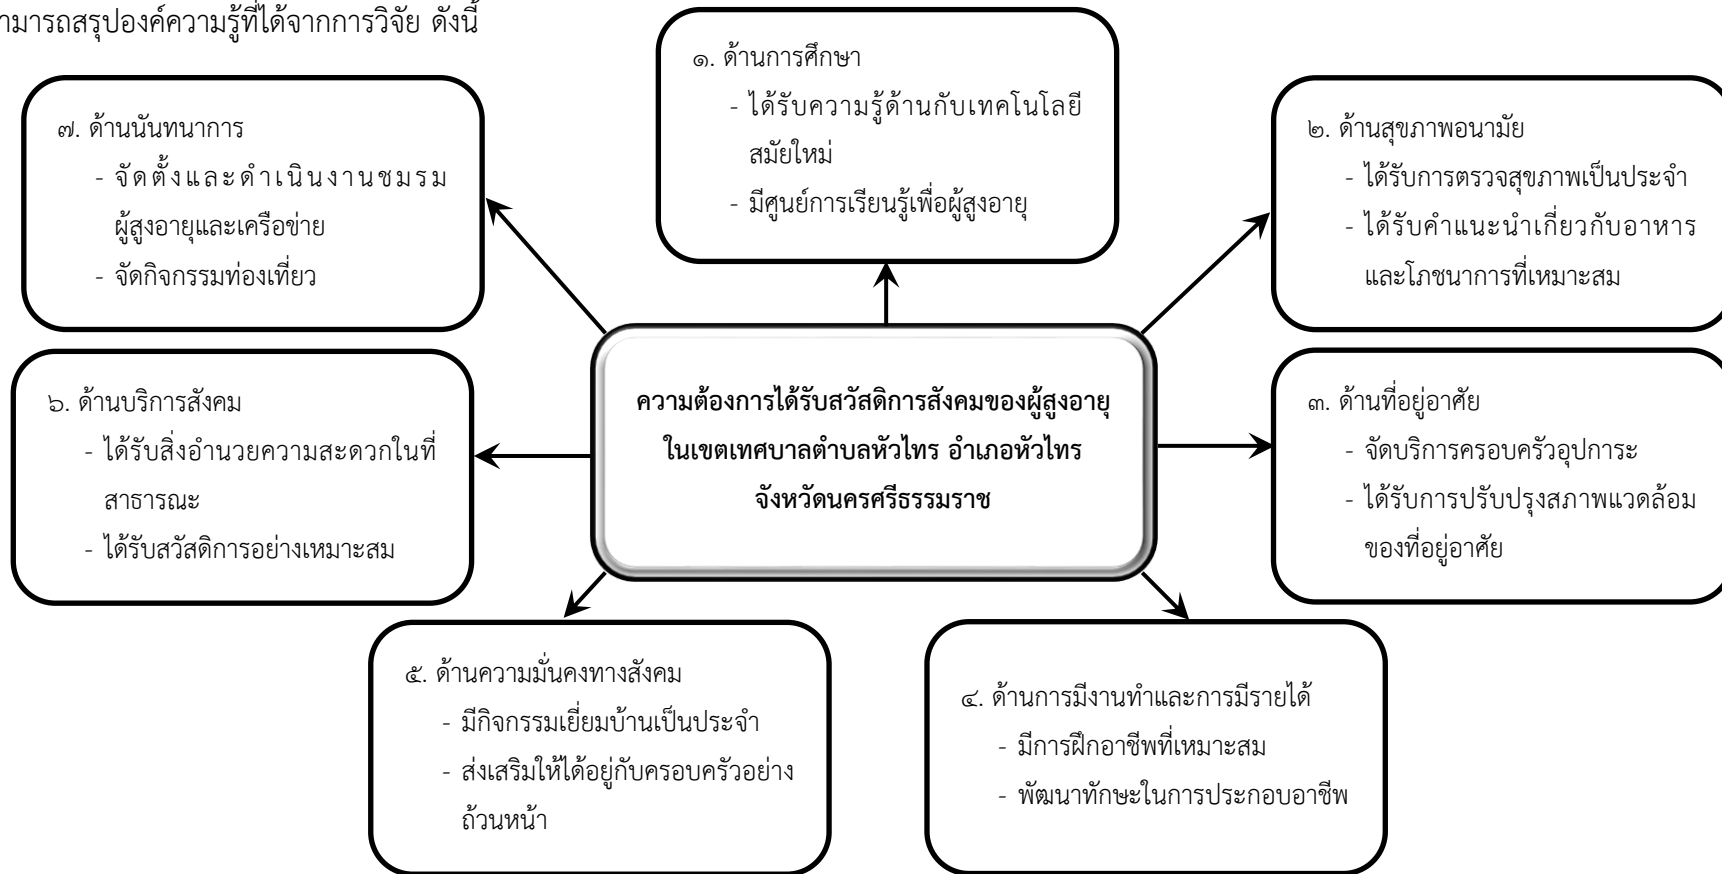 ามารถสรุปองค์ความรู้ที่ได้จากการวิจัย ดังนี้
๑. ด้านการศึกษา
- ได้รับความรู้ด้านกับเทคโนโลยี
สมัยใหม่
- มีศูนย์การเรียนรู้เพื่อผู้สูงอายุ
๗. ด้านนันทนาการ
- จัดตั้งและดำเนินงานชมรม
ผู้สูงอายุและเครือข่าย
- จัดกิจกรรมท่องเที่ยว
๒. ด้านสุขภาพอนามัย
- ได้รับการตรวจสุขภาพเป็นประจำ
- ได้รับคำแนะนำเกี่ยวกับอาหาร
และโภชนาการที่เหมาะสม
ความต้องการได้รับสวัสดิการสังคมของผู้สูงอายุ
ในเขตเทศบาลตำบลหัวไทร อำเภอหัวไทร
จังหวัดนครศรีธรรมราช
๖. ด้านบริการสังคม
- ได้รับสิ่งอำนวยความสะดวกในที่
สาธารณะ
- ได้รับสวัสดิการอย่างเหมาะสม
๓. ด้านที่อยู่อาศัย
- จัดบริการครอบครัวอุปการะ
- ได้รับการปรับปรุงสภาพแวดล้อม
ของที่อยู่อาศัย
๕. ด้านความมั่นคงทางสังคม
- มีกิจกรรมเยี่ยมบ้านเป็นประจำ
- ส่งเสริมให้ได้อยู่กับครอบครัวอย่าง
ถ้วนหน้า
๔. ด้านการมีงานทำและการมีรายได้
- มีการฝึกอาชีพที่เหมาะสม
- พัฒนาทักษะในการประกอบอาชีพ